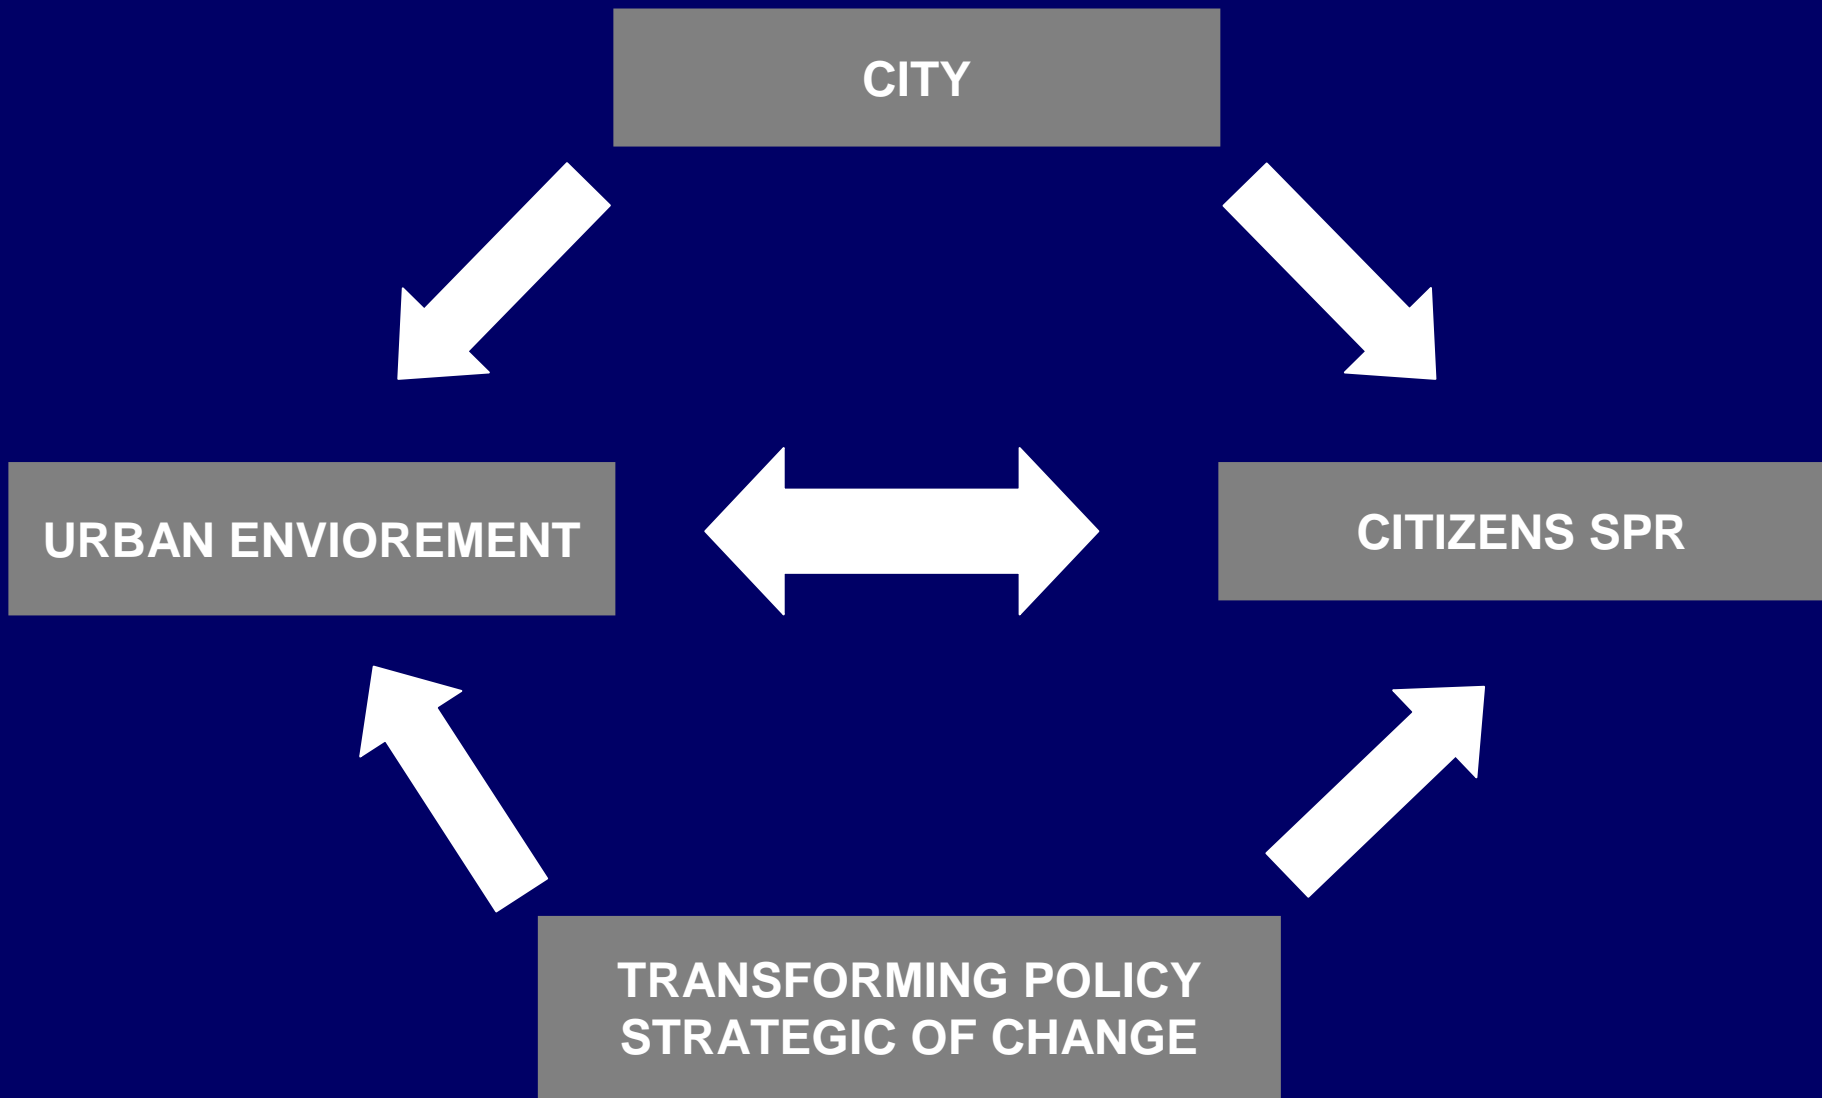 CITY
URBAN ENVIOREMENT
CITIZENS SPR
TRANSFORMING POLICY
STRATEGIC OF CHANGE